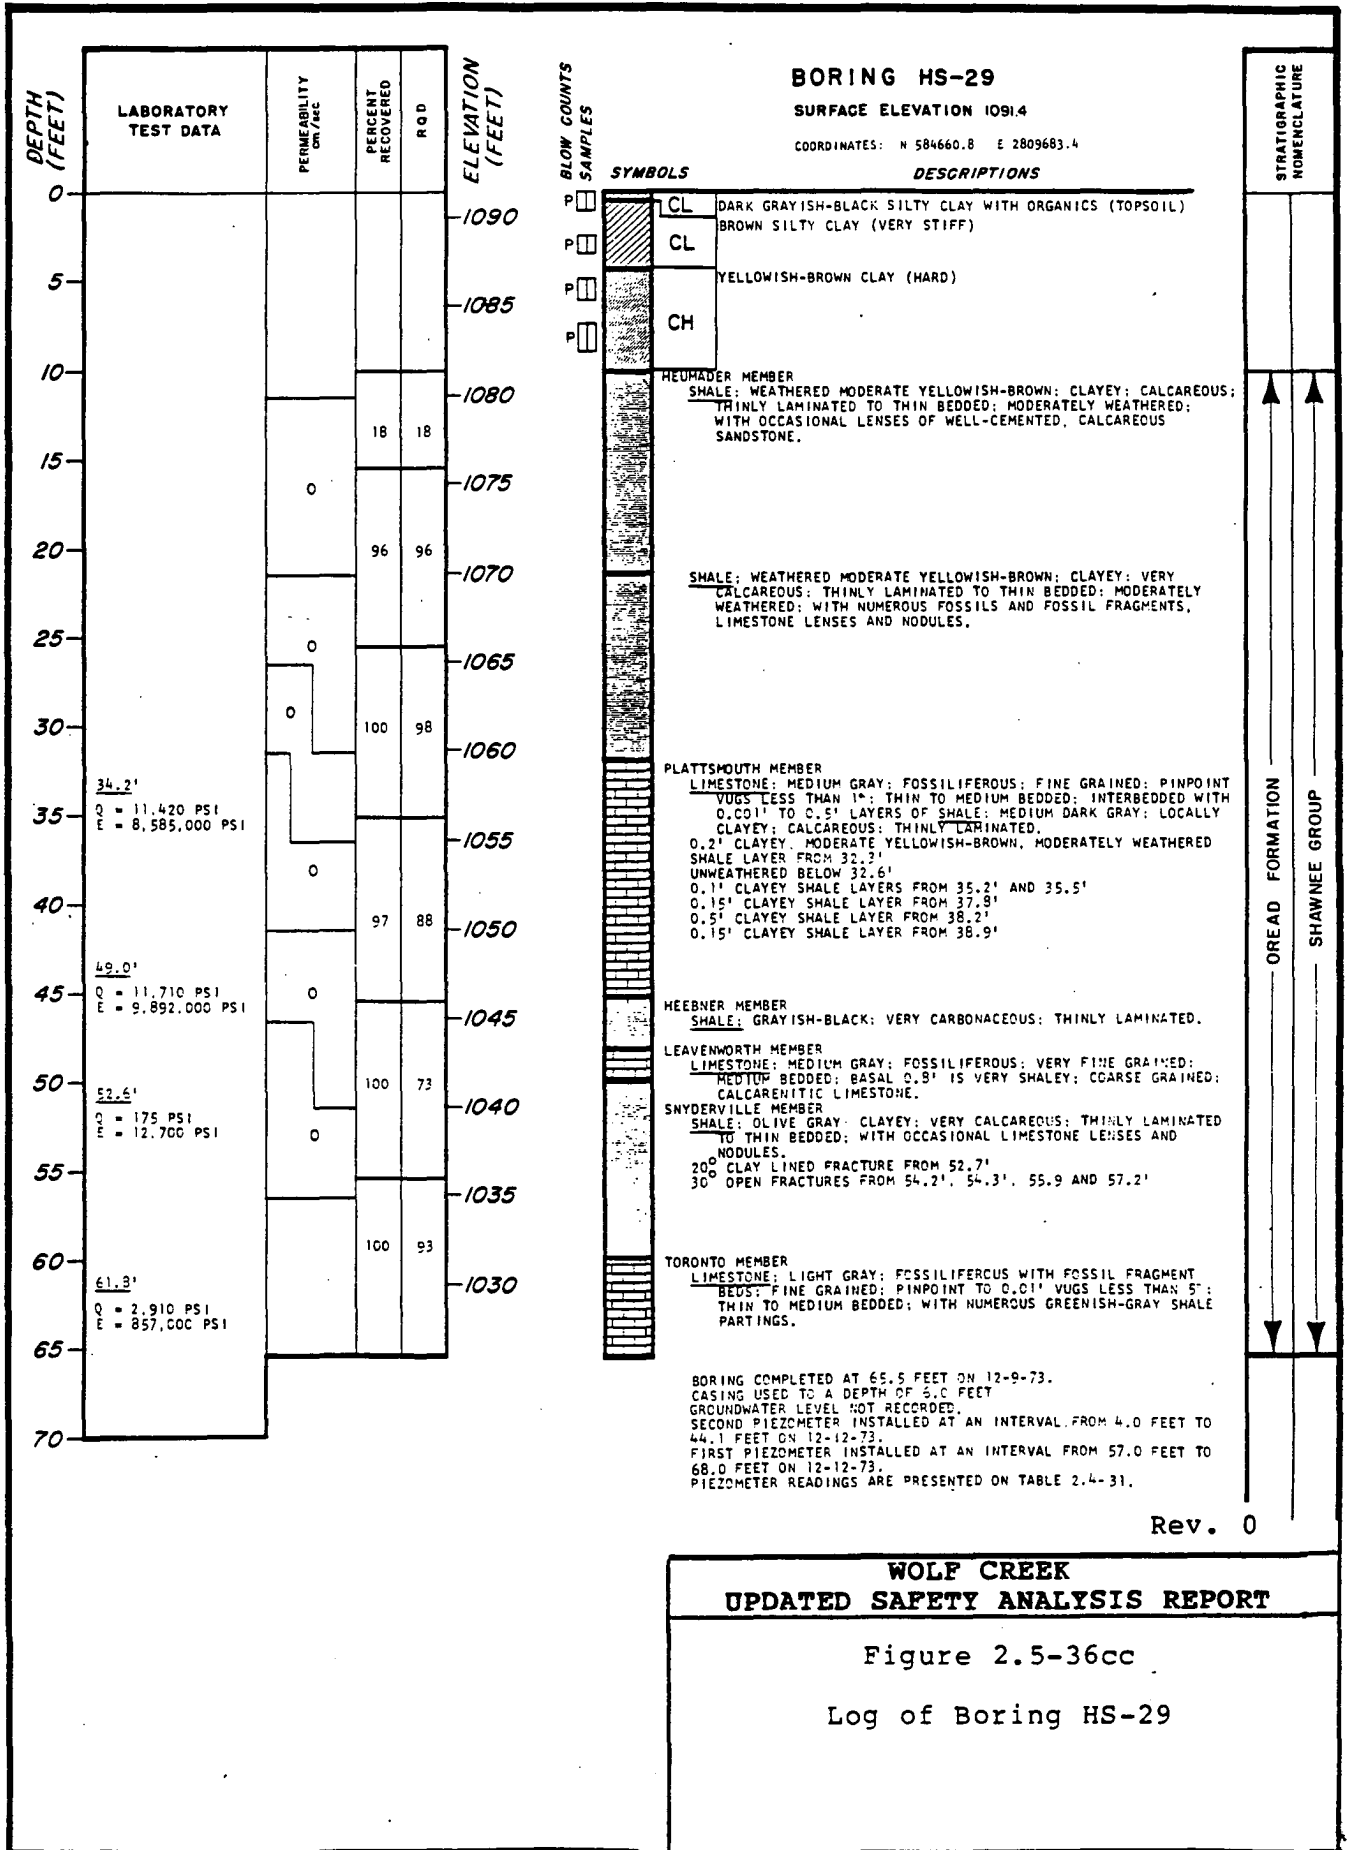 BORING HS-29
SURFACE ELEVATION 1091.4
COORDINATES: N 584660.8 E 2809683.4
DEPTH (FEET)
LABORATORY TEST DATA
PERMEABILITY cm/sec
PERCENT RECOVERED
RQD
ELEVATION (FEET)
BLOW COUNTS
SAMPLES
SYMBOLS
DESCRIPTIONS
STRATIGRAPHIC NOMENCLATURE
0
5
10
15
20
25
30
35
40
45
50
55
60
65
70
34.2'
Q = 11,420 PSI
E = 8,585,000 PSI
49.0'
Q = 11,710 PSI
E = 9,892,000 PSI
52.6'
Q = 175 PSI
E = 12,700 PSI
61.8'
Q = 2,910 PSI
E = 857,000 PSI
0
0
0
0
0
0
18 18
96 96
100 98
97 88
100 73
100 93
1090
1085
1080
1075
1070
1065
1060
1055
1050
1045
1040
1035
1030
P
P
P
P
CL
CL
CH
DARK GRAYISH-BLACK SILTY CLAY WITH ORGANICS (TOPSOIL)
BROWN SILTY CLAY (VERY STIFF)
YELLOWISH-BROWN CLAY (HARD)
HEUMADER MEMBER
SHALE: WEATHERED MODERATE YELLOWISH-BROWN: CLAYEY: CALCAREOUS:
THINLY LAMINATED TO THIN BEDDED: MODERATELY WEATHERED:
WITH OCCASIONAL LENSES OF WELL-CEMENTED, CALCAREOUS
SANDSTONE.
SHALE: WEATHERED MODERATE YELLOWISH-BROWN: CLAYEY: VERY
CALCAREOUS: THINLY LAMINATED TO THIN BEDDED: MODERATELY
WEATHERED: WITH NUMEROUS FOSSILS AND FOSSIL FRAGMENTS,
LIMESTONE LENSES AND NODULES.
PLATTSMOUTH MEMBER
LIMESTONE: MEDIUM GRAY: FOSSILIFEROUS: FINE GRAINED: PINPOINT
VUGS LESS THAN 1": THIN TO MEDIUM BEDDED: INTERBEDDED WITH
0.001' TO 0.5' LAYERS OF SHALE: MEDIUM DARK GRAY: LOCALLY
CLAYEY: CALCAREOUS: THINLY LAMINATED.
0.2' CLAYEY, MODERATE YELLOWISH-BROWN, MODERATELY WEATHERED
SHALE LAYER FROM 32.3'
UNWEATHERED BELOW 32.6'
0.1' CLAYEY SHALE LAYERS FROM 35.2' AND 35.5'
0.15' CLAYEY SHALE LAYER FROM 37.8'
0.5' CLAYEY SHALE LAYER FROM 38.2'
0.15' CLAYEY SHALE LAYER FROM 38.9'
HEEBNER MEMBER
SHALE: GRAYISH-BLACK: VERY CARBONACEOUS: THINLY LAMINATED.
LEAVENWORTH MEMBER
LIMESTONE: MEDIUM GRAY: FOSSILIFEROUS: VERY FINE GRAINED:
MEDIUM BEDDED: BASAL 0.8' IS VERY SHALEY: COARSE GRAINED:
CALCARENITIC LIMESTONE.
SNYDERVILLE MEMBER
SHALE: OLIVE GRAY: CLAYEY: VERY CALCAREOUS: THINLY LAMINATED
TO THIN BEDDED: WITH OCCASIONAL LIMESTONE LENSES AND
NODULES.
20° CLAY LINED FRACTURE FROM 52.7'
30° OPEN FRACTURES FROM 54.2', 54.3', 55.9 AND 57.2'
TORONTO MEMBER
LIMESTONE: LIGHT GRAY: FOSSILIFEROUS WITH FOSSIL FRAGMENT
BEDS: FINE GRAINED: PINPOINT TO 0.01' VUGS LESS THAN 5
THIN TO MEDIUM BEDDED: WITH NUMEROUS GREENISH-GRAY SHALE
PARTINGS.
BORING COMPLETED AT 65.5 FEET ON 12-9-73.
CASING USED TO A DEPTH OF FEET
GROUNDWATER LEVEL NOT RECORDED.
SECOND PIEZOMETER INSTALLED AT AN INTERVAL FROM 4.0 FEET TO
44.1 FEET ON 12-12-73.
FIRST PIEZOMETER INSTALLED AT AN INTERVAL FROM 57.0 FEET TO
68.0 FEET ON 12-12-73.
PIEZOMETER READINGS ARE PRESENTED ON TABLE 2.4-31.
OREAD FORMATION
SHAWNEE GROUP
Rev. 0
WOLF CREEK
UPDATED SAFETY ANALYSIS REPORT
Figure 2.5-36cc
Log of Boring HS-29